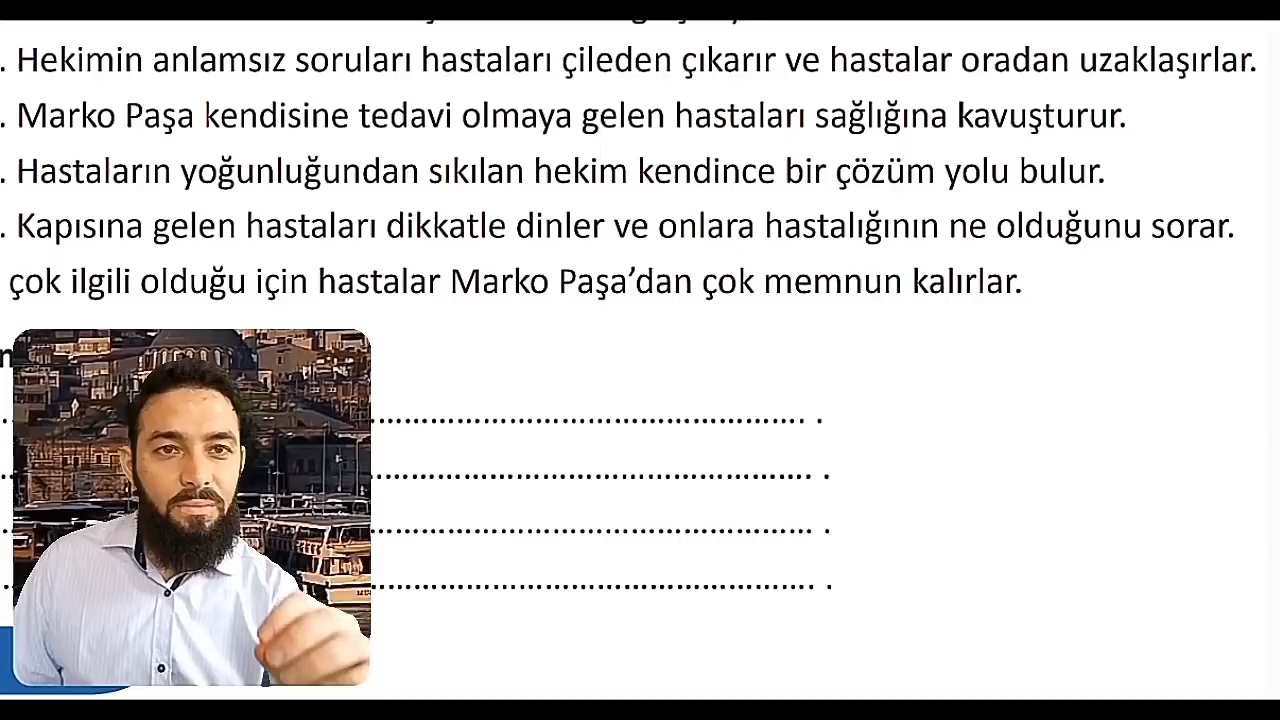 . Hekimin anlamsız soruları hastaları çileden çıkarır ve hastalar oradan uzaklaşırlar.
. Marko Paşa kendisine tedavi olmaya gelen hastaları sağlığına kavuşturur.
. Hastaların yoğunluğundan sıkılan hekim kendince bir çözüm yolu bulur.
. Kapısına gelen hastaları dikkatle dinler ve onlara hastalığının ne olduğunu sorar.
çok ilgili olduğu için hastalar Marko Paşa’dan çok memnun kalırlar.